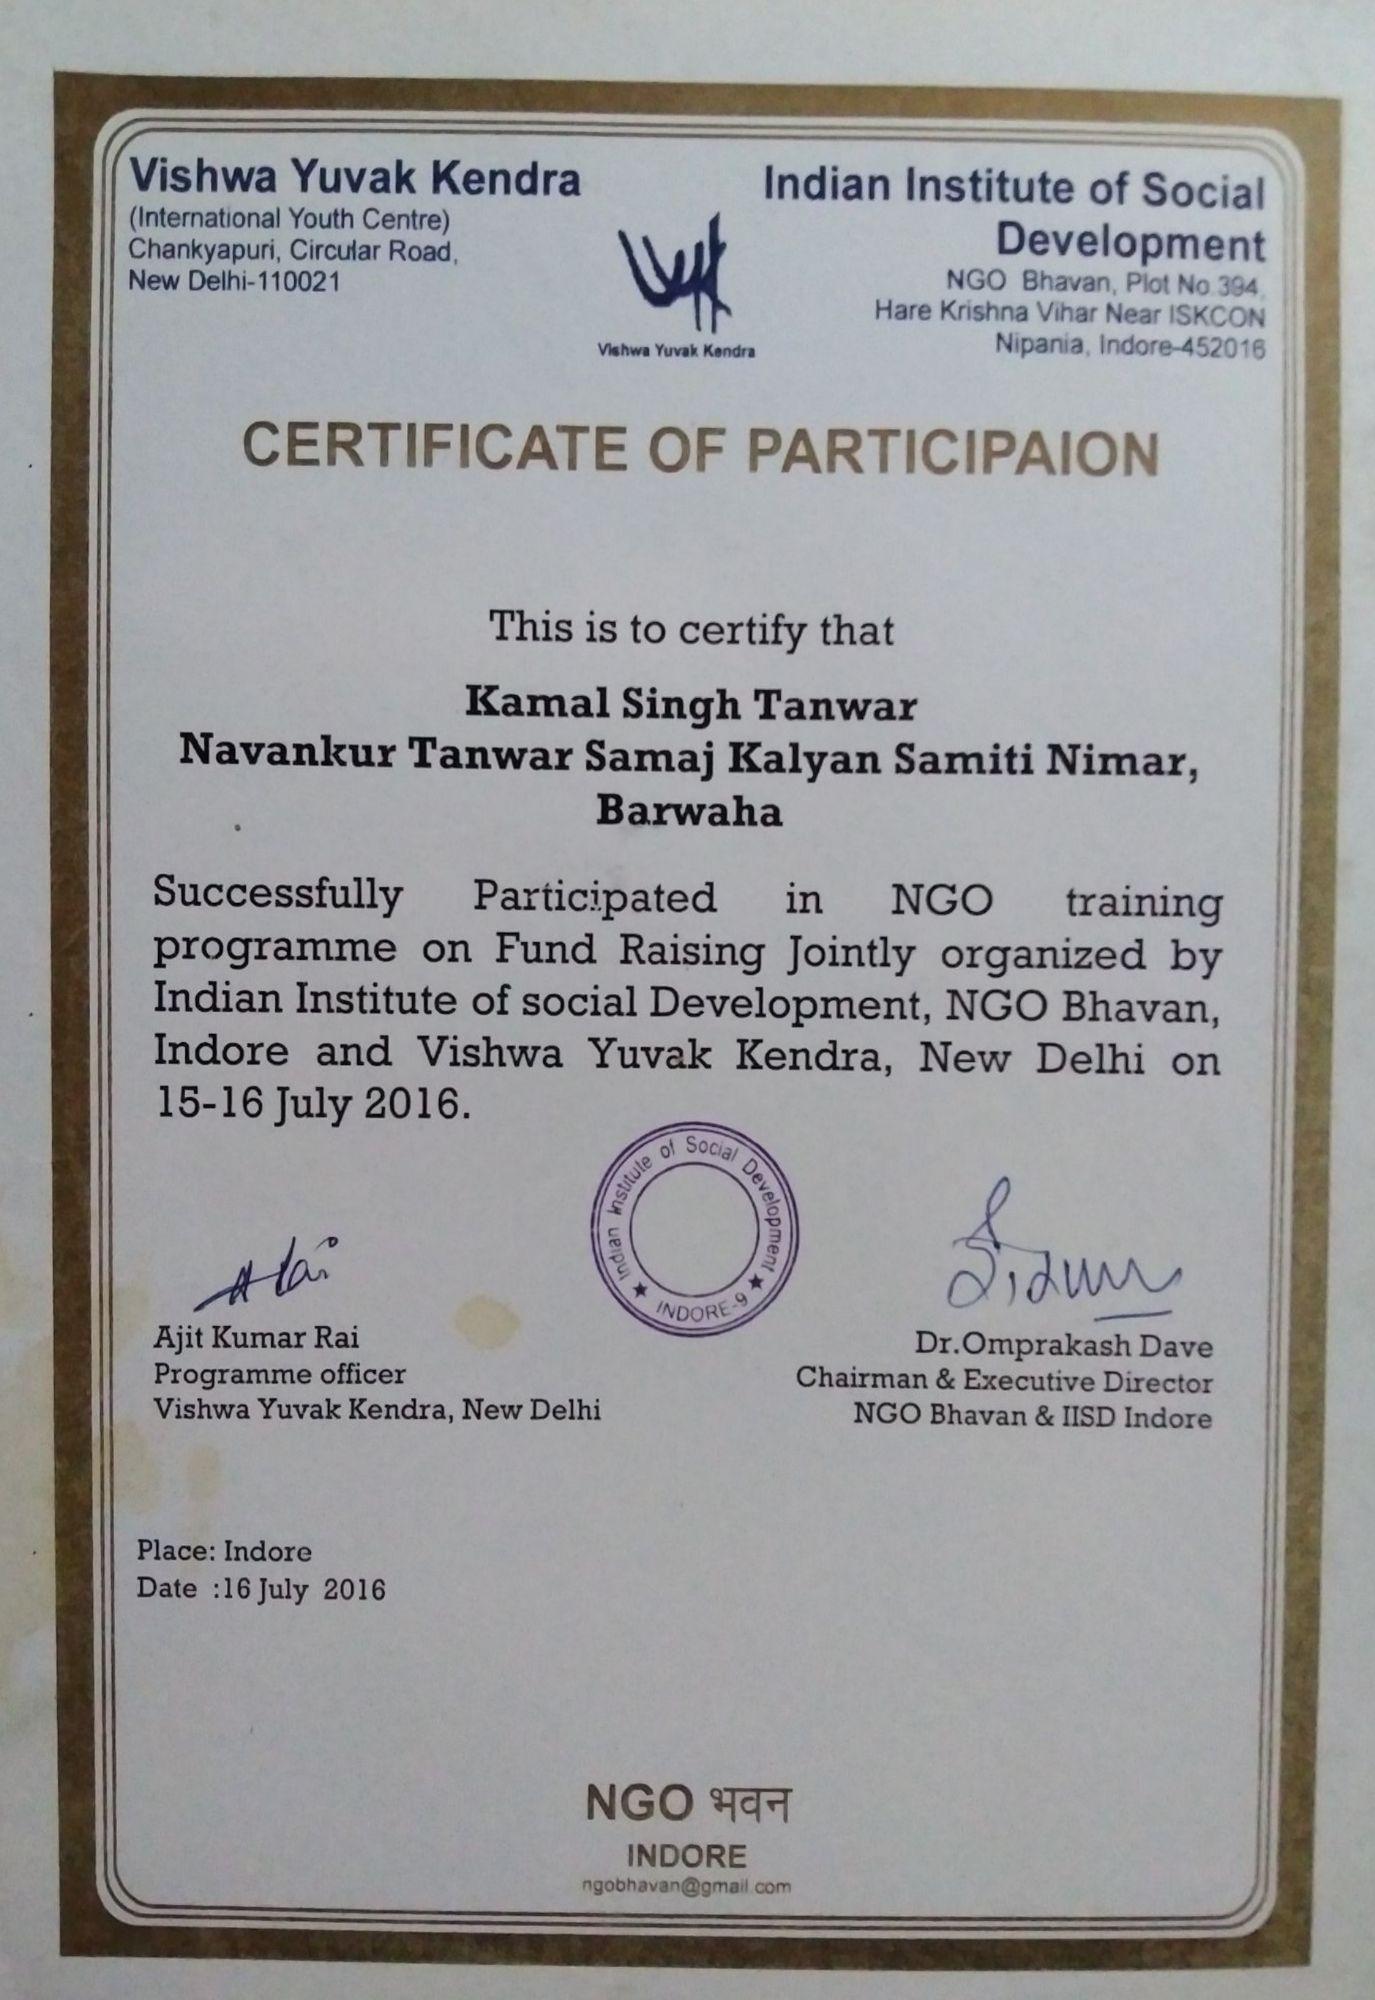 Vishwa Yuvak Kendra
(International Youth Centre)
Chankyapuri, Circular Road,
New Delhi-110021
Vishwa Yuvak Kendra
Indian Institute of Social
Development
NGO Bhavan, Plot No.394,
Hare Krishna Vihar Near ISKCON
Nipania, Indore-452016
CERTIFICATE OF PARTICIPAION
This is to certify that
Kamal Singh Tanwar
Navankur Tanwar Samaj Kalyan Samiti Nimar,
Barwaha
Successfully Participated in NGO training
programme on Fund Raising Jointly organized by
Indian Institute of social Development, NGO Bhavan,
Indore and Vishwa Yuvak Kendra, New Delhi on
15-16 July 2016.
Indian Institute of Social Development
★ INDORE-9 ★
Ajit Kumar Rai
Programme officer
Vishwa Yuvak Kendra, New Delhi
Dr.Omprakash Dave
Chairman & Executive Director
NGO Bhavan & IISD Indore
Place: Indore
Date :16 July 2016
NGO भवन
INDORE
ngobhavan@gmail.com